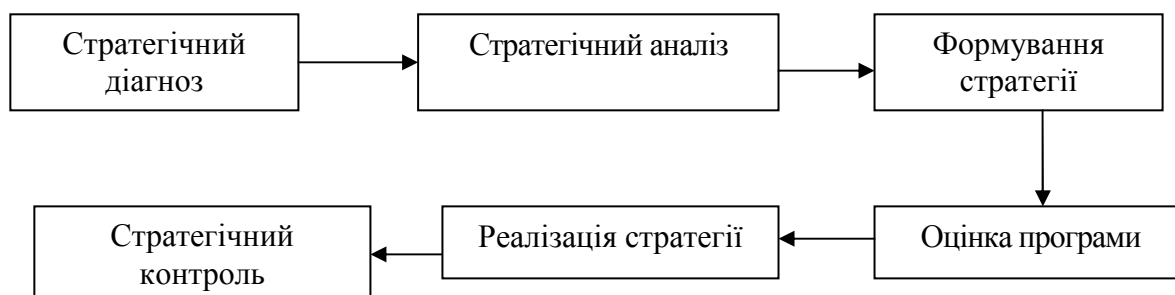 Стратегічний
діагноз
Стратегічний аналіз
Формування
стратегії
Стратегічний
контроль
Реалізація стратегії
Оцінка програми